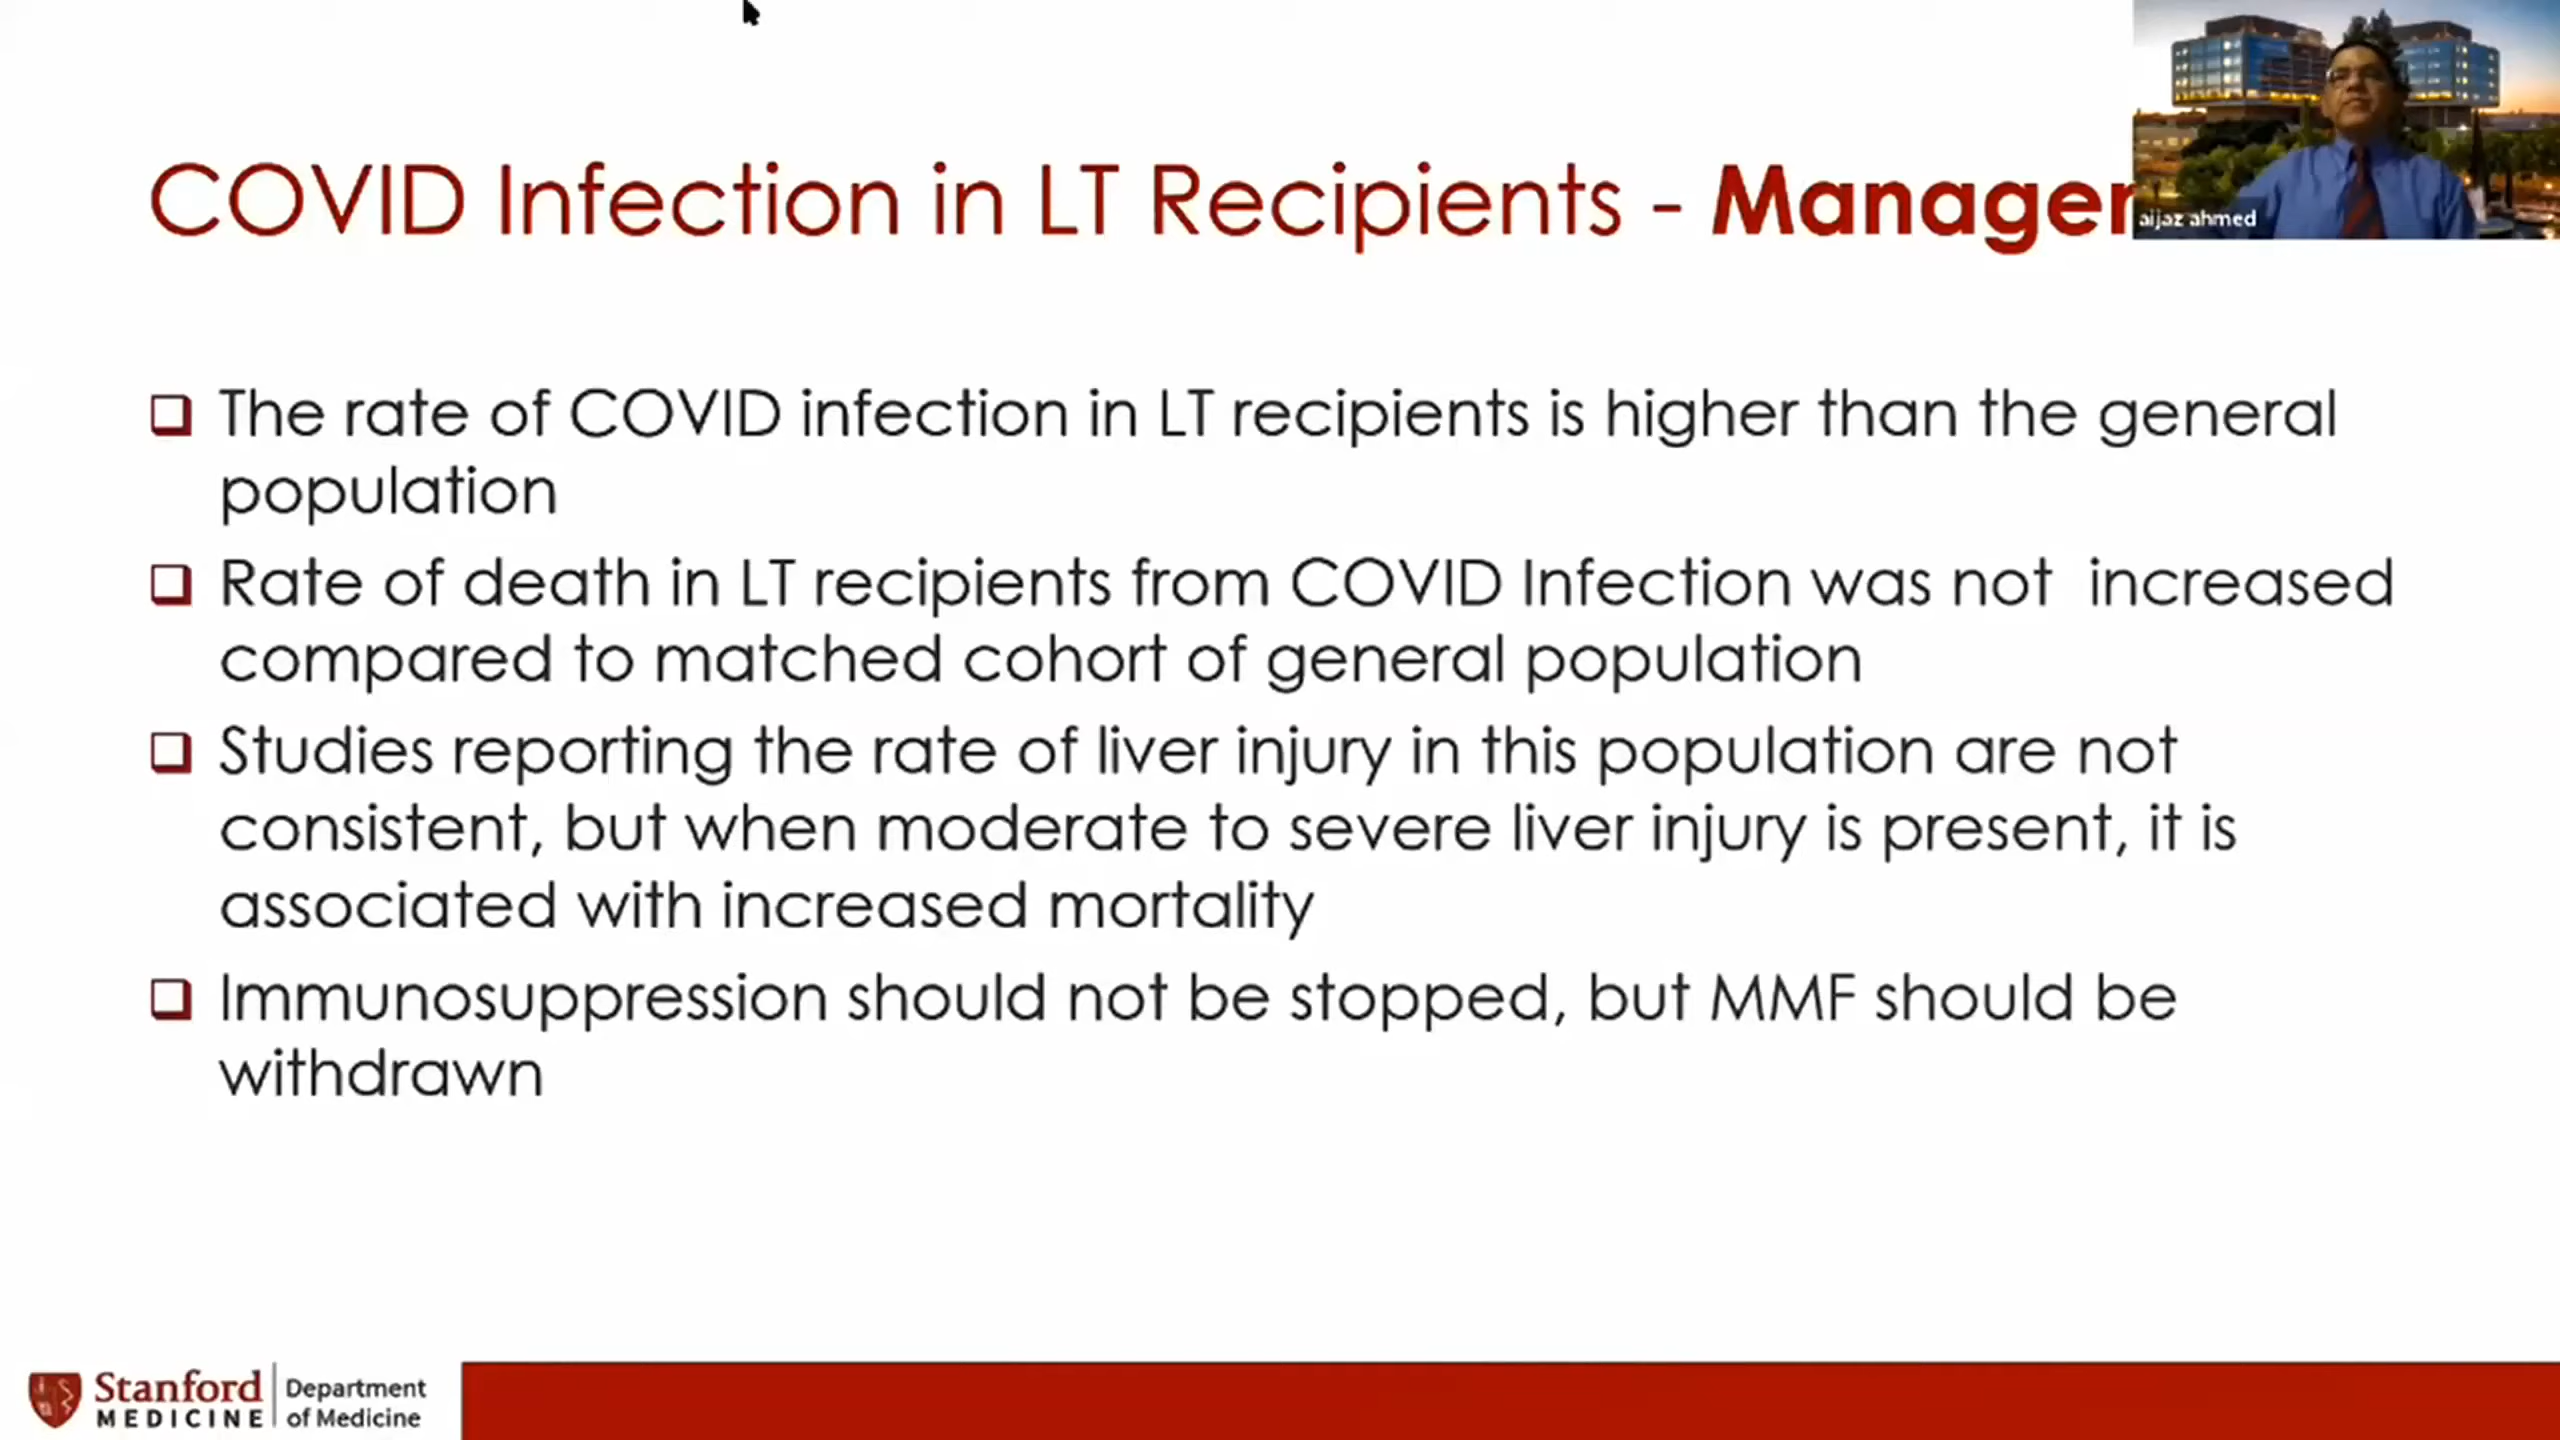 COVID Infection in LT Recipients - Manager
aijaz ahmed
The rate of COVID infection in LT recipients is higher than the general
population
Rate of death in LT recipients from COVID Infection was not increased
compared to matched cohort of general population
Studies reporting the rate of liver injury in this population are not
consistent, but when moderate to severe liver injury is present, it is
associated with increased mortality
Immunosuppression should not be stopped, but MMF should be
withdrawn
Stanford
MEDICINE
Department
of Medicine